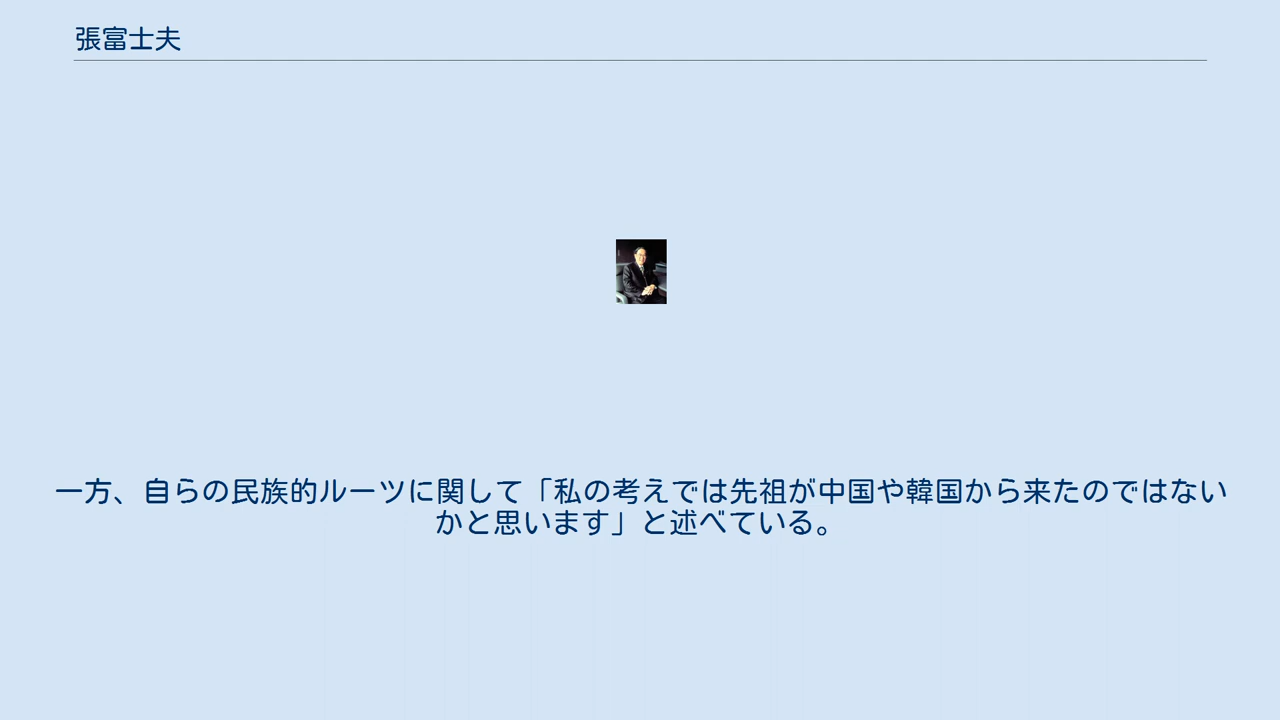 張富士夫
一方、自らの民族的ルーツに関して「私の考えでは先祖が中国や韓国から来たのではない
かと思います」と述べている。